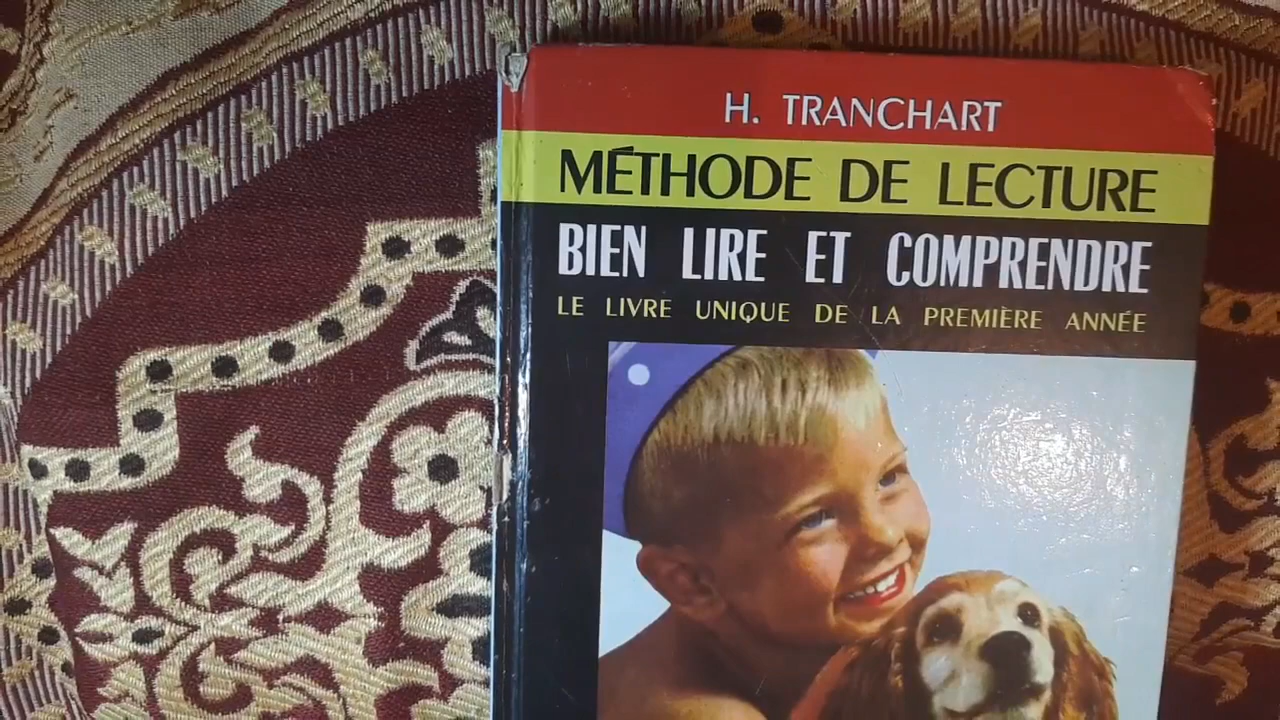 H. TRANCHART
MÉTHODE DE LECTURE
BIEN LIRE ET COMPRENDRE
LE LIVRE UNIQUE DE LA PREMIÈRE ANNÉE